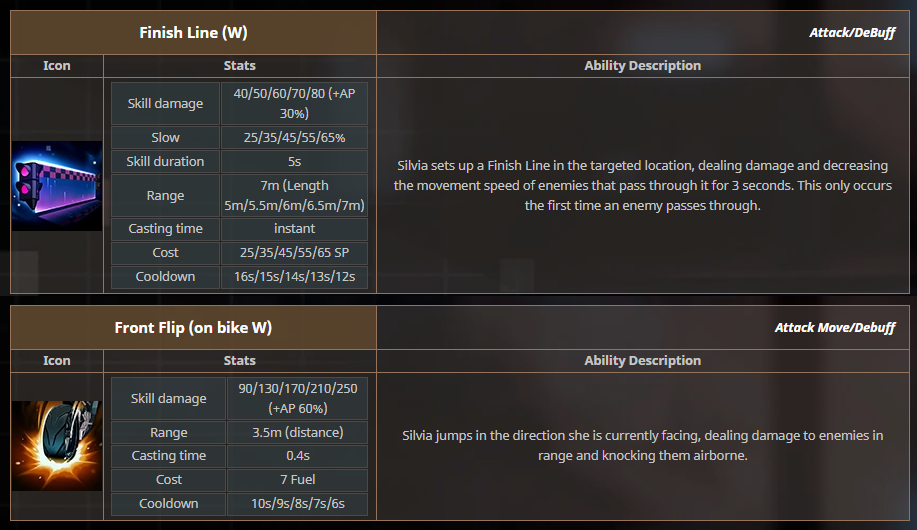 Finish Line (W)
Attack/DeBuff
Icon
Stats
Ability Description
Skill damage
40/50/60/70/80 (+AP
30%)
Slow
25/35/45/55/65%
Skill duration
5s
Range
7m (Length
5m/5.5m/6m/6.5m/7m)
Casting time
instant
Cost
25/35/45/55/65 SP
Cooldown
16s/15s/14s/13s/12s
Silvia sets up a Finish Line in the targeted location, dealing damage and decreasing
the movement speed of enemies that pass through it for 3 seconds. This only occurs
the first time an enemy passes through.
Front Flip (on bike W)
Attack Move/Debuff
Icon
Stats
Ability Description
Skill damage
90/130/170/210/250
(+AP 60%)
Range
3.5m (distance)
Casting time
0.4s
Cost
7 Fuel
Cooldown
10s/9s/8s/7s/6s
Silvia jumps in the direction she is currently facing, dealing damage to enemies in
range and knocking them airborne.